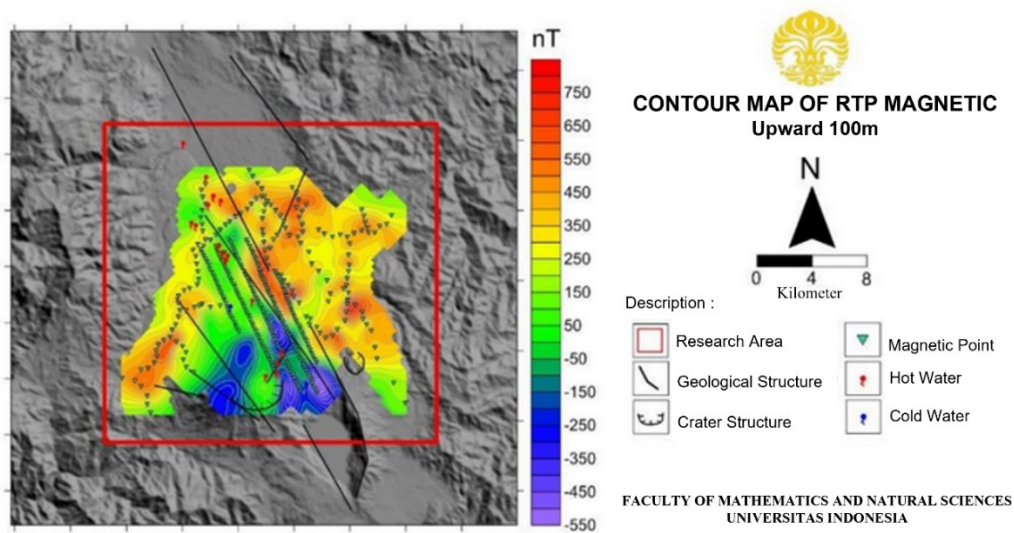 nT
750
650
550
450
350
250
150
50
-50
-150
-250
-350
-450
-550
CONTOUR MAP OF RTP MAGNETIC
Upward 100m
N
0 4 8
Kilometer
Description :
Research Area
Geological Structure
Crater Structure
Magnetic Point
Hot Water
Cold Water
FACULTY OF MATHEMATICS AND NATURAL SCIENCES
UNIVERSITAS INDONESIA